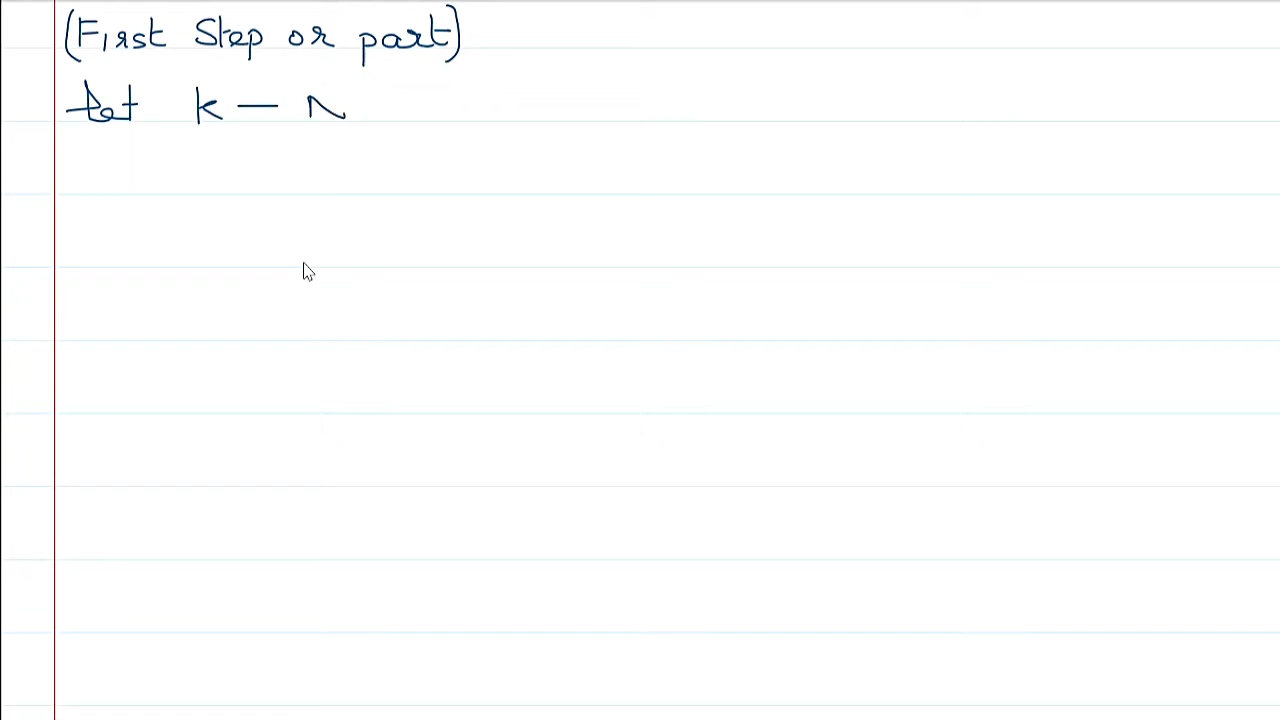 (First Step or part)
Let k — N